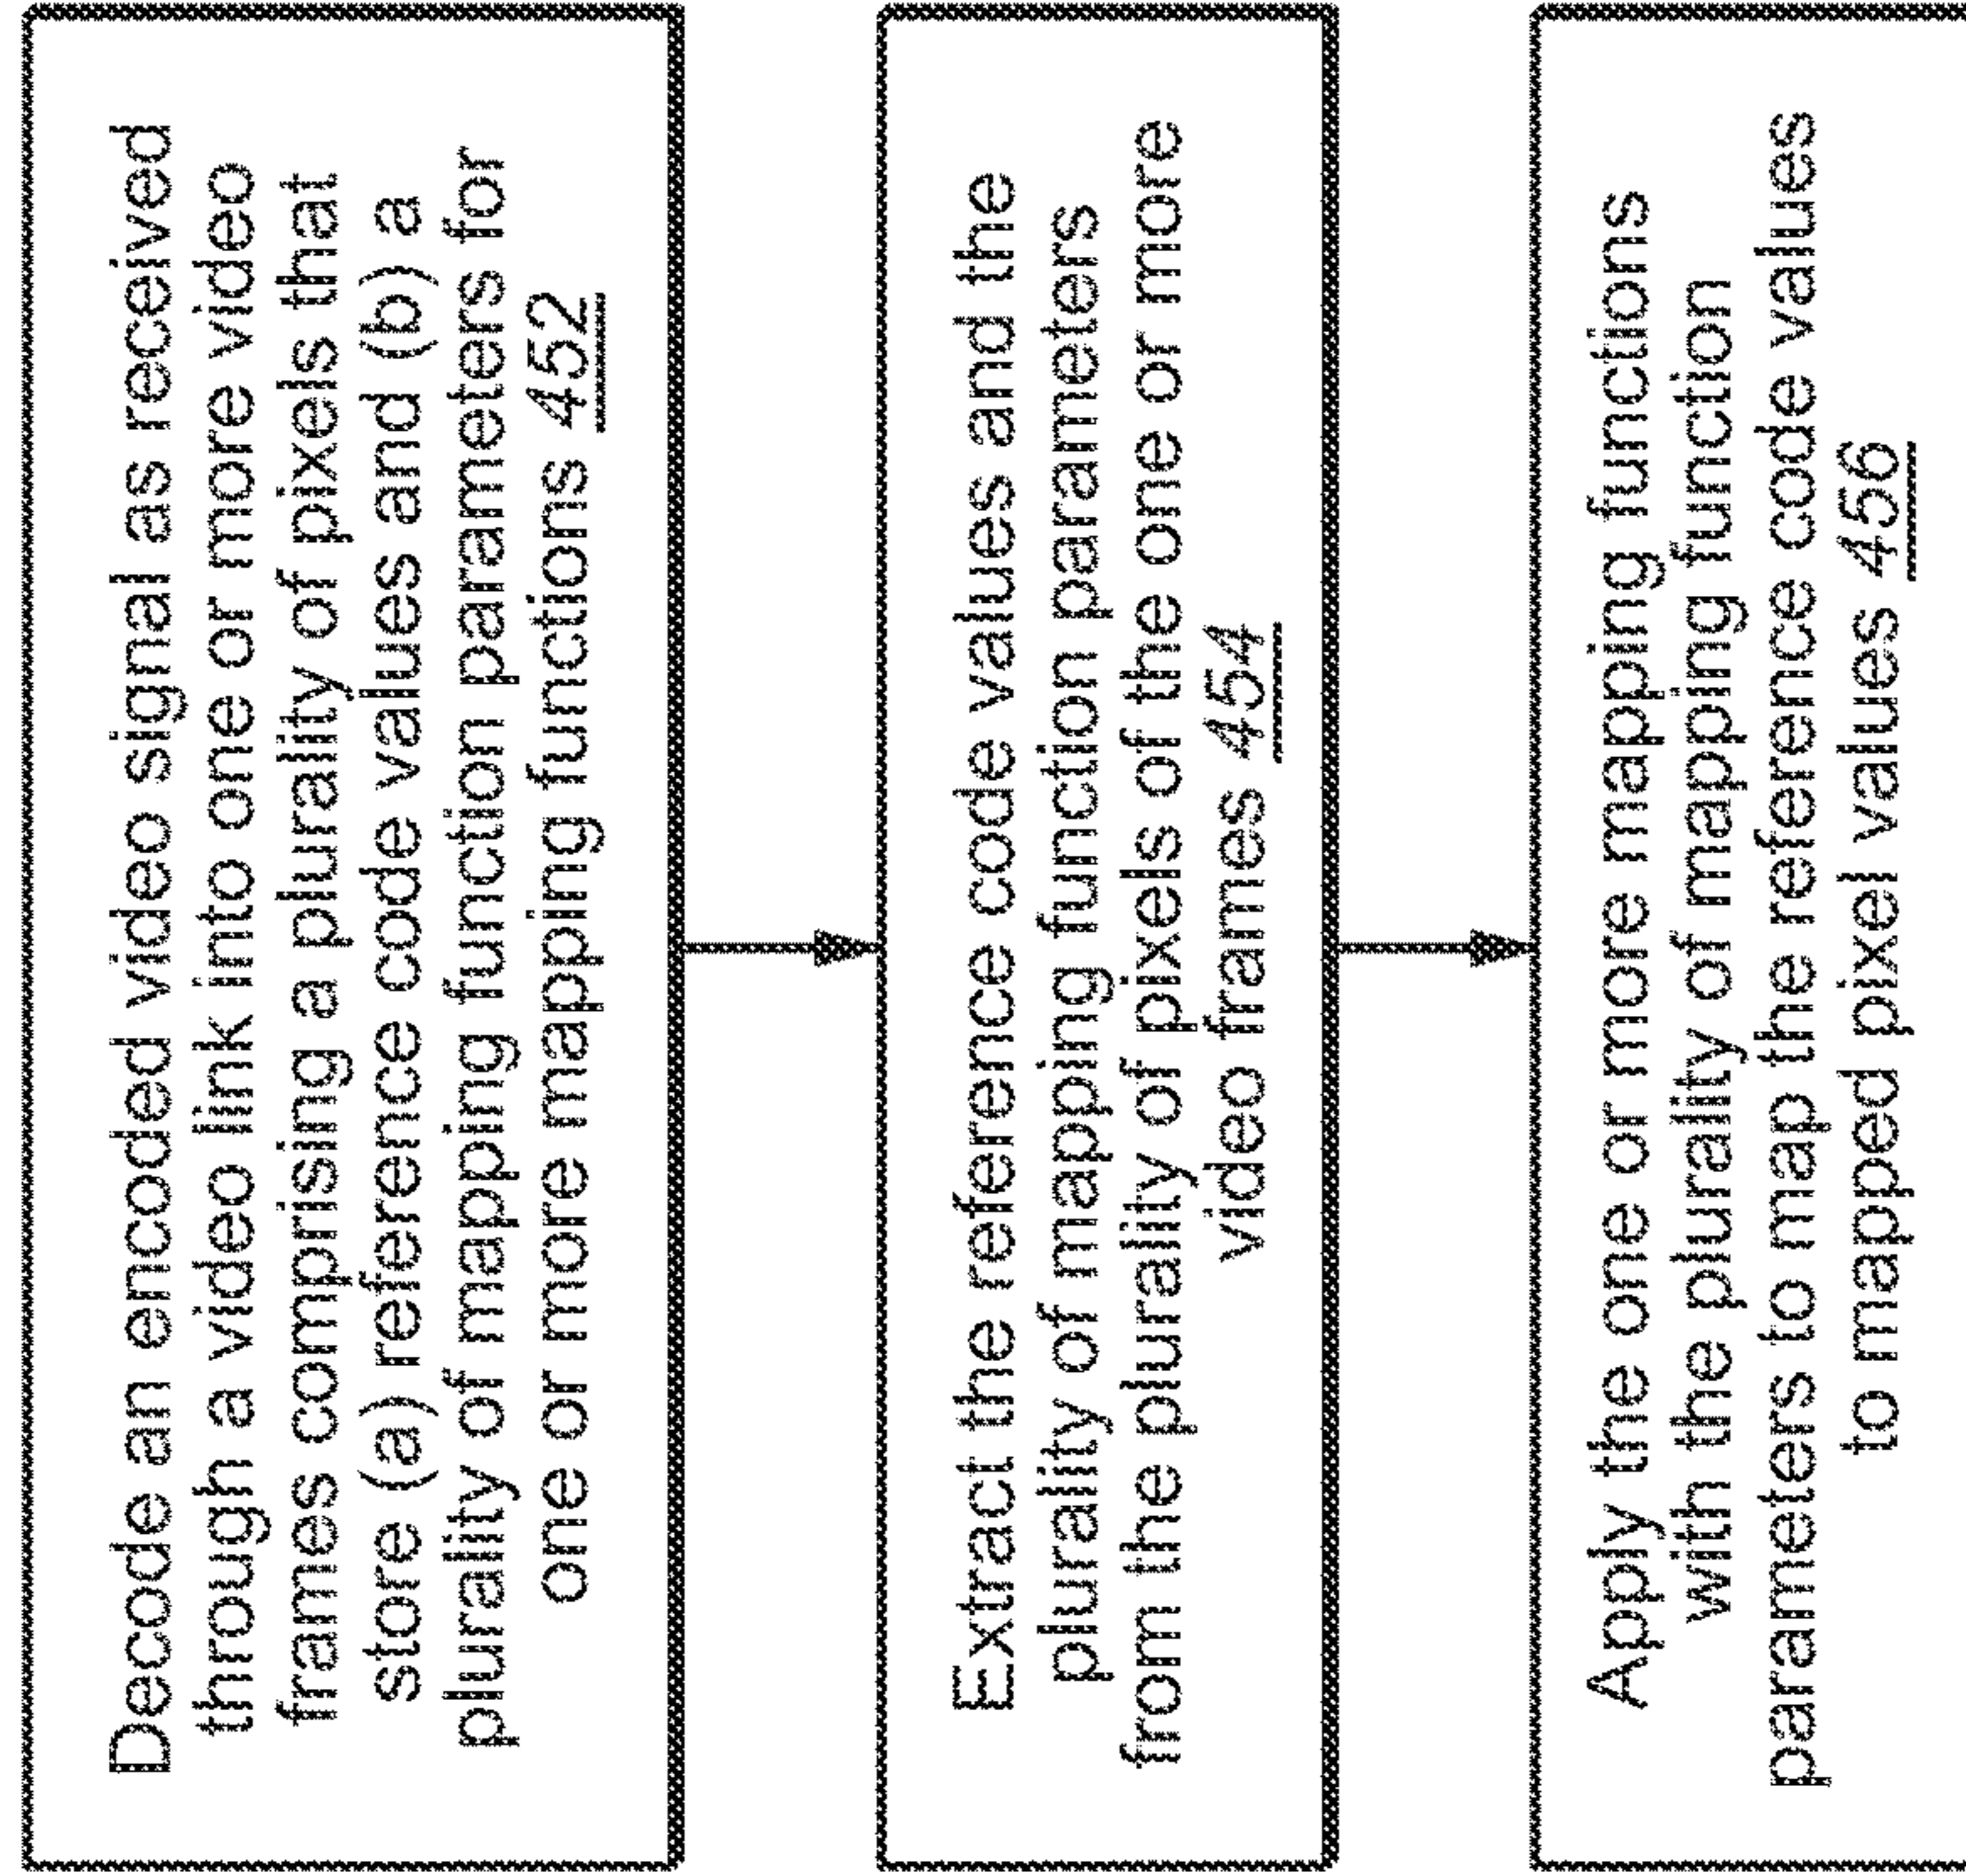 Decode an encoded video signal as received
through a video link into one or more video
frames comprising a plurality of pixels that
store (a) reference code values and (b) a
plurality of mapping function parameters for
one or more mapping functions 452
Extract the reference code values and the
plurality of mapping function parameters
from the plurality of pixels of the one or more
video frames 454
Apply the one or more mapping functions
with the plurality of mapping function
parameters to map the reference code values
to mapped pixel values 456